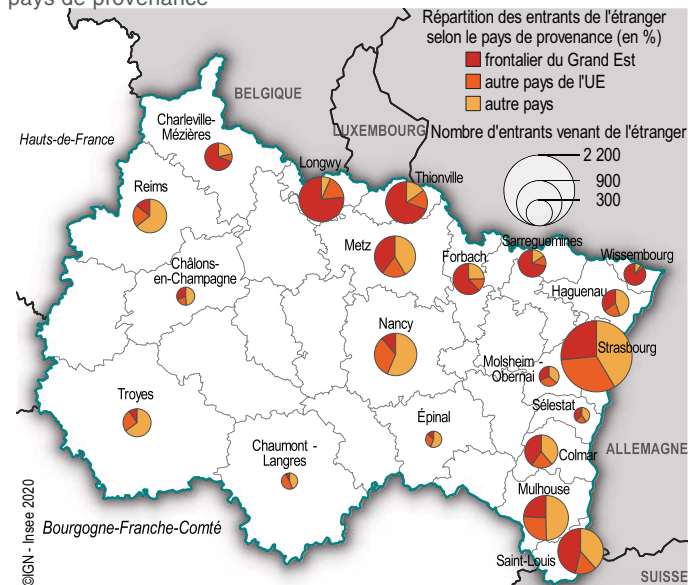 pays de provenance
Répartition des entrants de l'étranger
selon le pays de provenance (en %)
frontalier du Grand Est
autre pays de l'UE
autre pays
Nombre d'entrants venant de l'étranger
2 200
900
300
BELGIQUE
LUXEMBOURG
Hauts-de-France
Charleville-
Mézières
Longwy
Thionville
Reims
Metz
Forbach
Sarreguemines
Wissembourg
Châlons-
en-Champagne
Haguenau
Nancy
Strasbourg
Molsheim -
Obernai
Troyes
Sélestat
Épinal
Chaumont -
Langres
Colmar
ALLEMAGNE
Mulhouse
Bourgogne-Franche-Comté
Saint-Louis
SUISSE
©IGN - Insee 2020